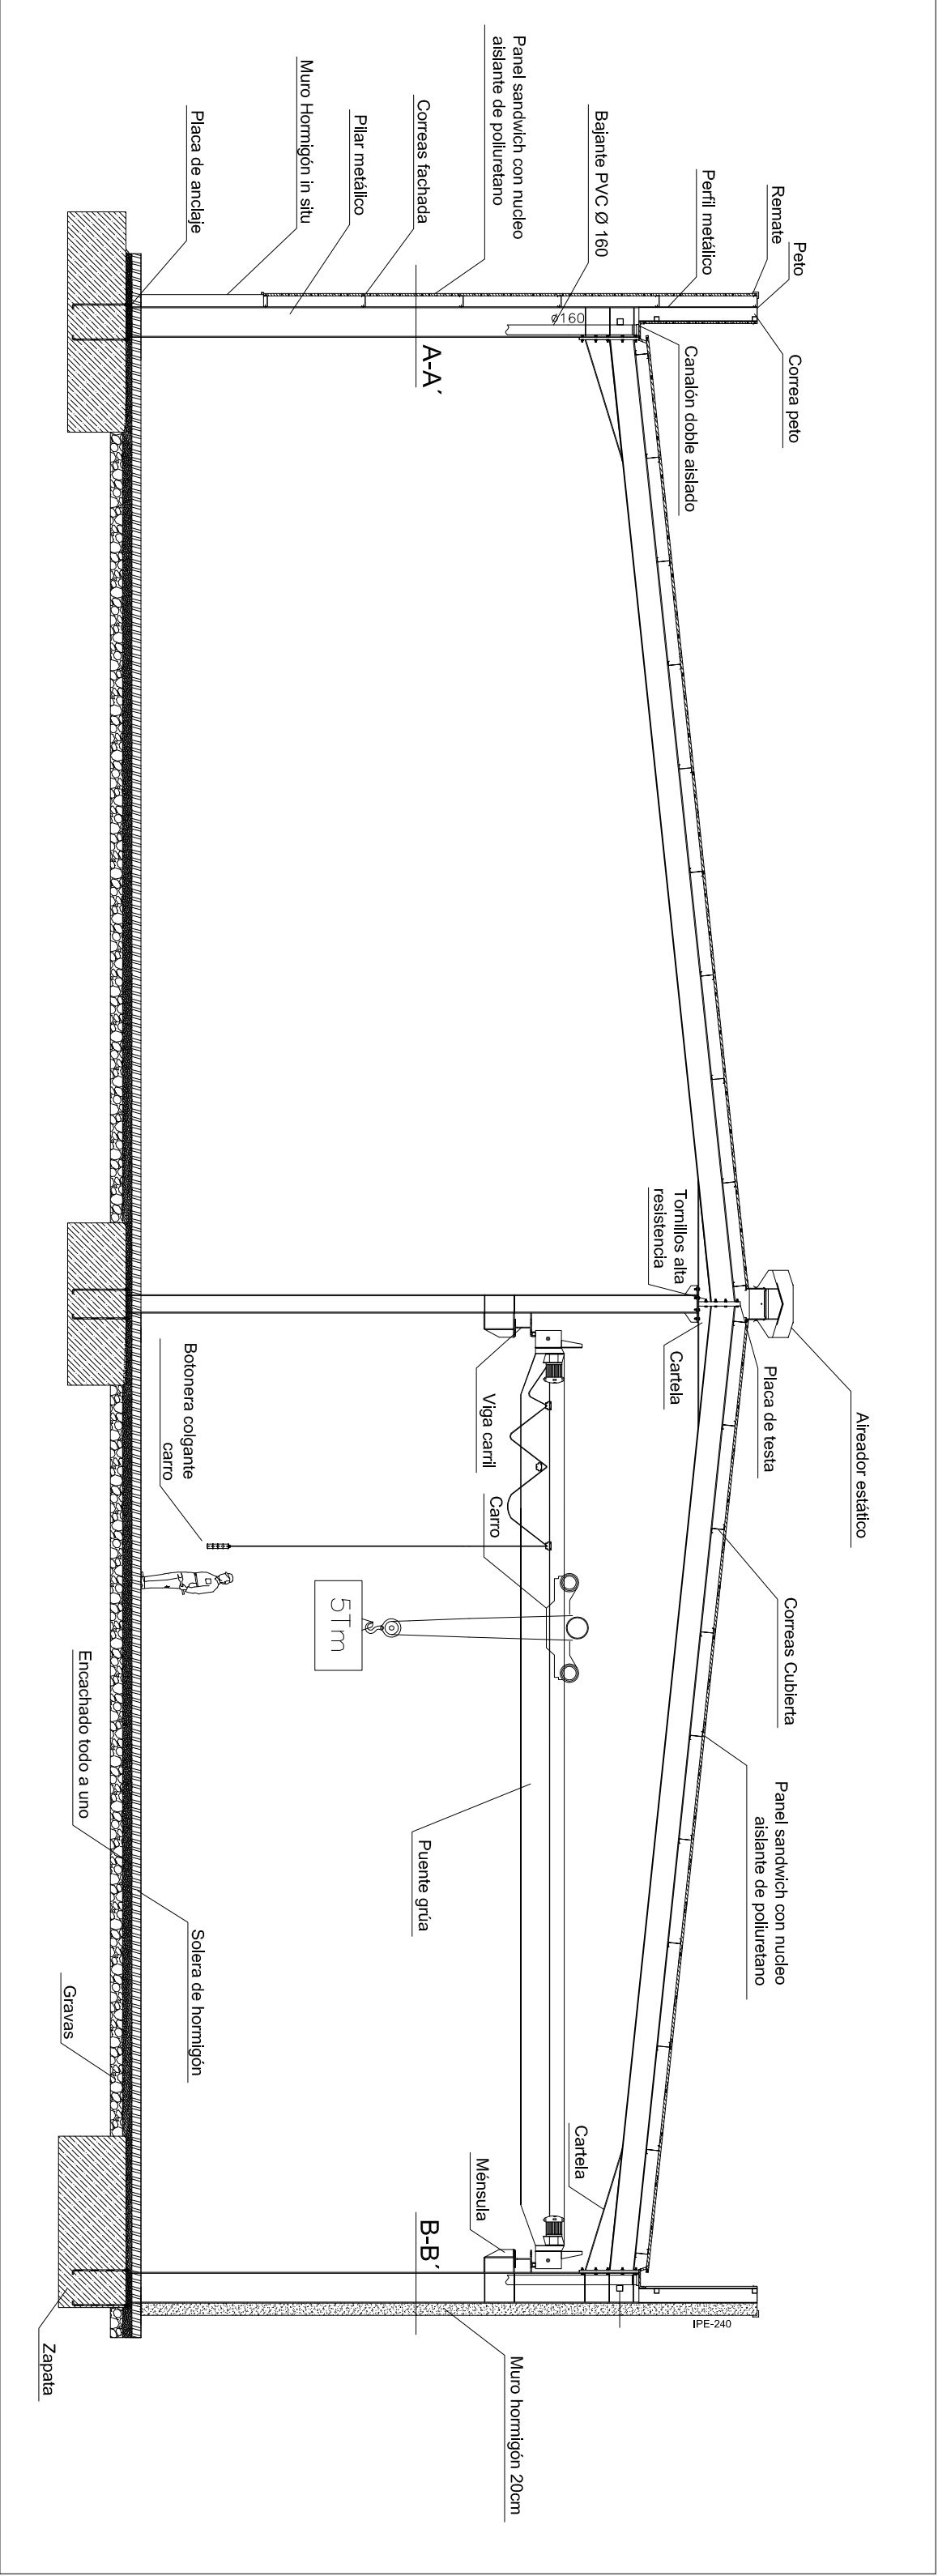 Remate
Peto
Correa peto
Perfil metálico
Canalón doble aislado
Bajante PVC Ø 160
ø160
Panel sandwich con nucleo
aislante de poliuretano
Correas fachada
A-A´
Pilar metálico
Muro Hormigón in situ
Placa de anclaje
Aireador estático
Placa de testa
Tornillos alta
resistencia
Cartela
Correas Cubierta
Panel sandwich con nucleo
aislante de poliuretano
Viga carril
Carro
Botonera colgante
carro
5Tm
Puente grúa
Cartela
Ménsula
B-B´
IPE-240
Muro hormigón 20cm
Encachado todo a uno
Solera de hormigón
Gravas
Zapata